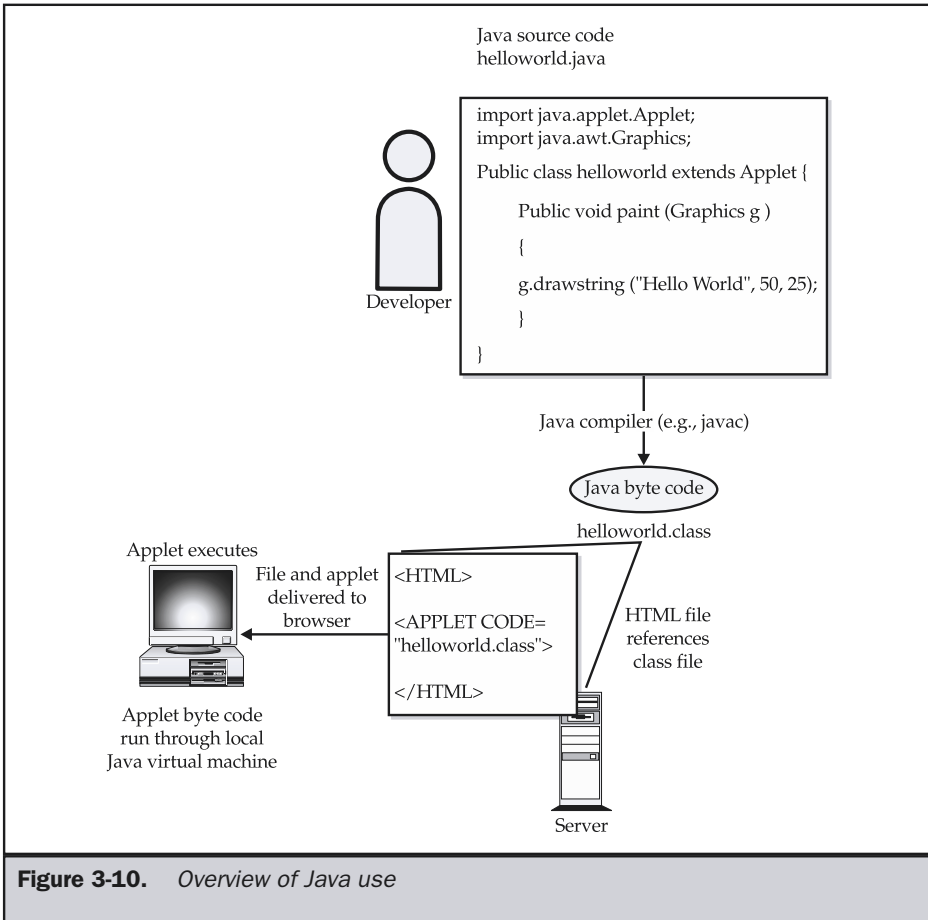 Java source code
helloworld.java
import java.applet.Applet;
import java.awt.Graphics;
Public class helloworld extends Applet {
Public void paint (Graphics g )
{
g.drawstring ("Hello World", 50, 25);
}
}
Developer
Java compiler (e.g., javac)
Java byte code
helloworld.class
Applet executes
File and applet
delivered to
browser
<HTML>
<APPLET CODE=
"helloworld.class">
</HTML>
HTML file
references
class file
Applet byte code
run through local
Java virtual machine
Server
Figure 3-10. Overview of Java use